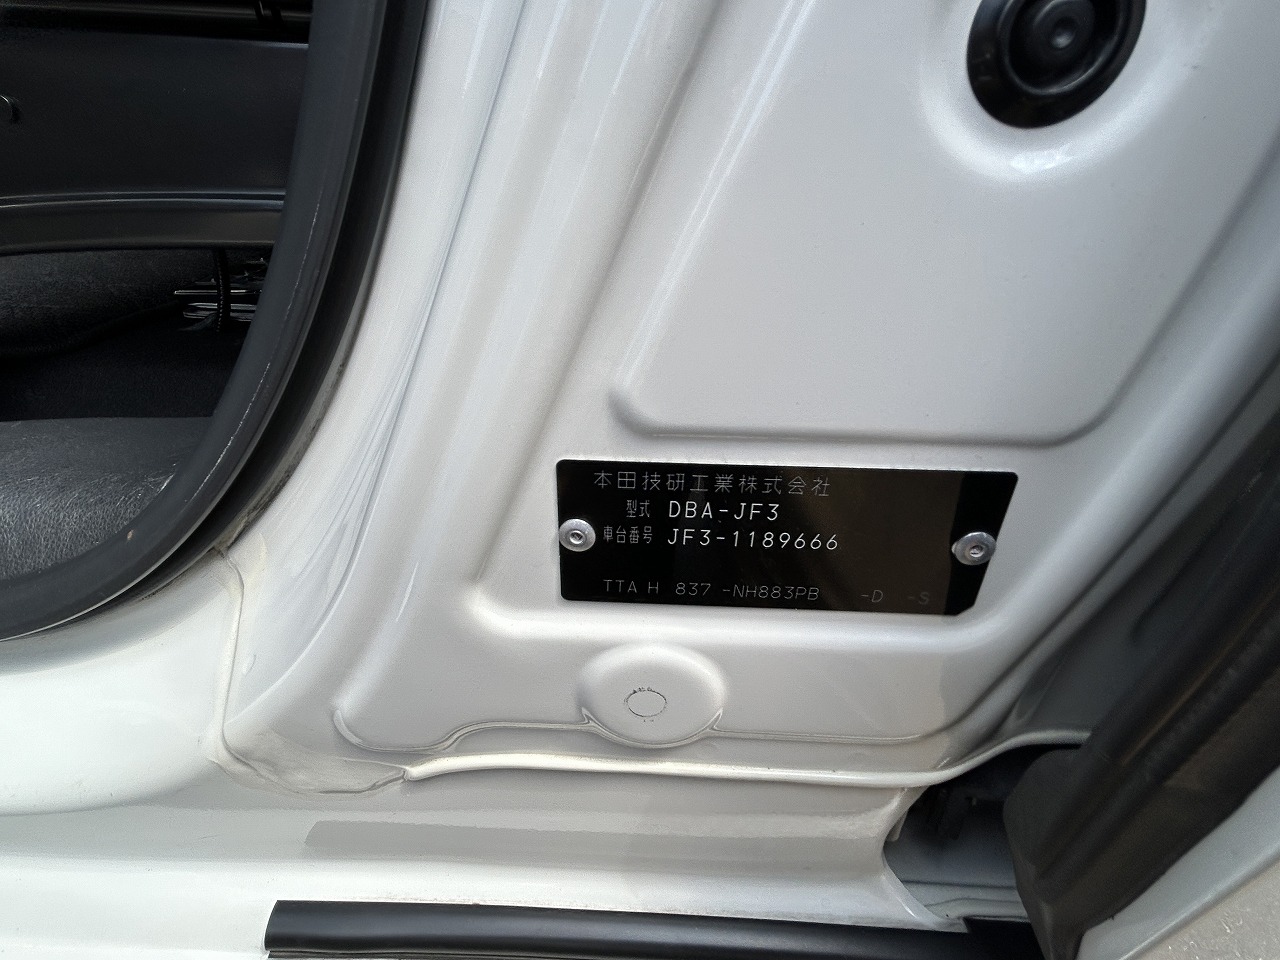 本田技研工業株式会社
型式 DBA-JF3
車台番号 JF3-1189666
TTA H 837 -NH883PB -D -S